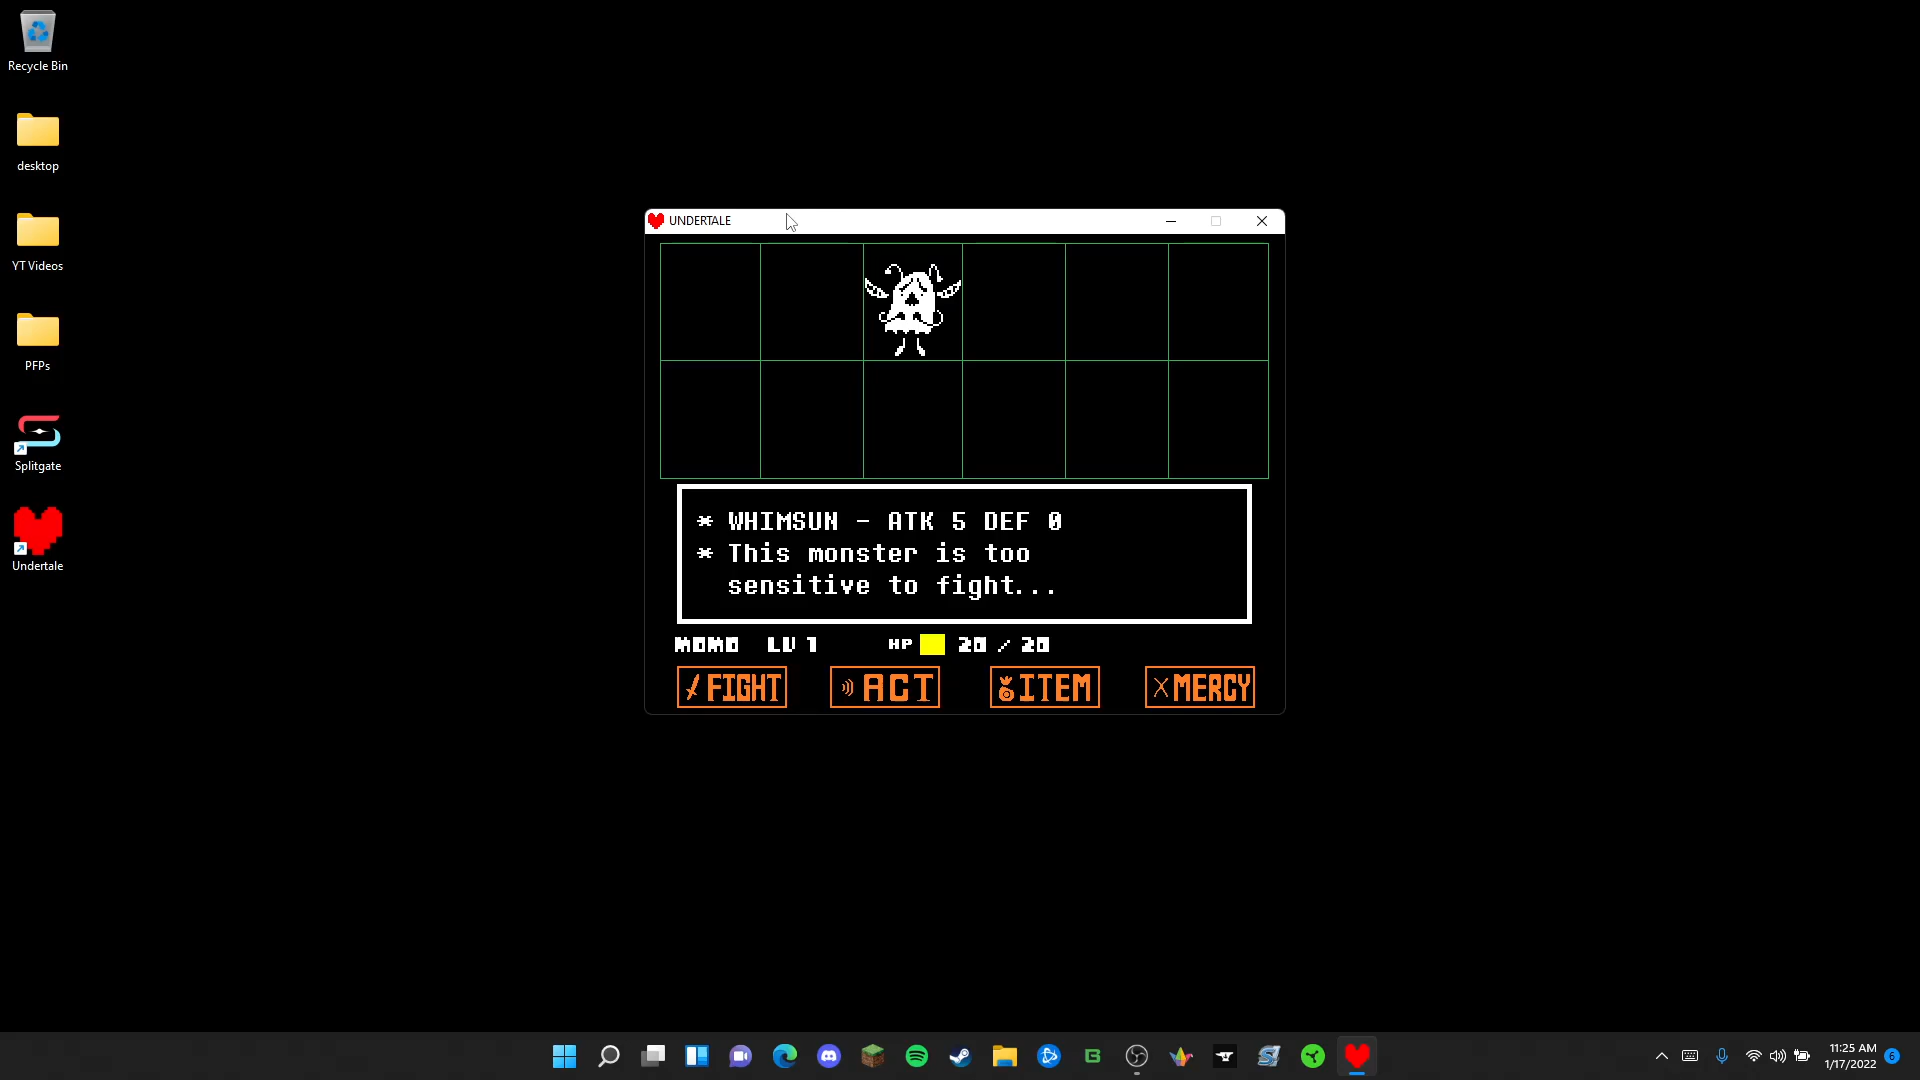 Recycle Bin
desktop
YT Videos
PFPs
Splitgate
Undertale
UNDERTALE
* WHIMSUN - ATK 5 DEF 0
* This monster is too
sensitive to fight...
MOMO LV 1 HP 20 / 20
FIGHT ACT ITEM MERCY
11:25 AM
1/17/2022
6